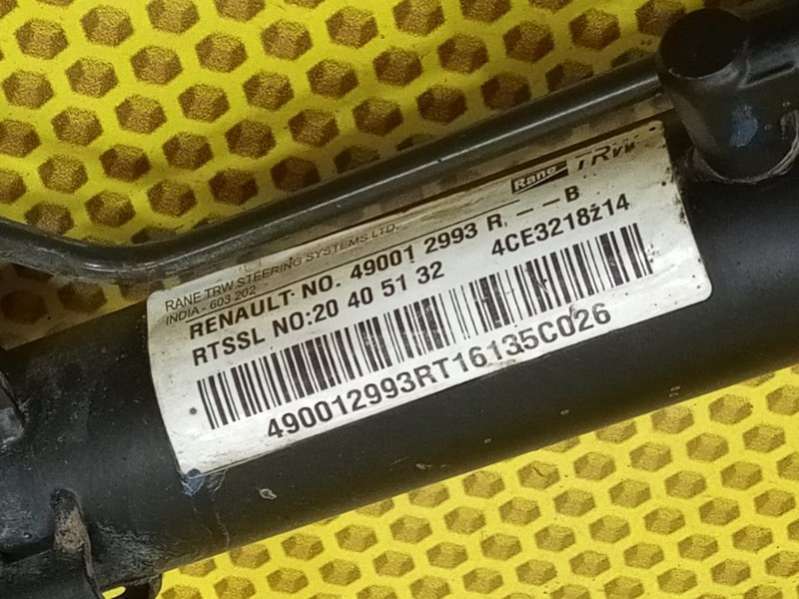 Rane TRW
RANE TRW STEERING SYSTEMS LTD.
INDIA - 603 202
RENAULT- NO. 49001 2993 R. -- B
RTSSL NO:20 40 51 32 4CE3218z14
490012993RT16135C026